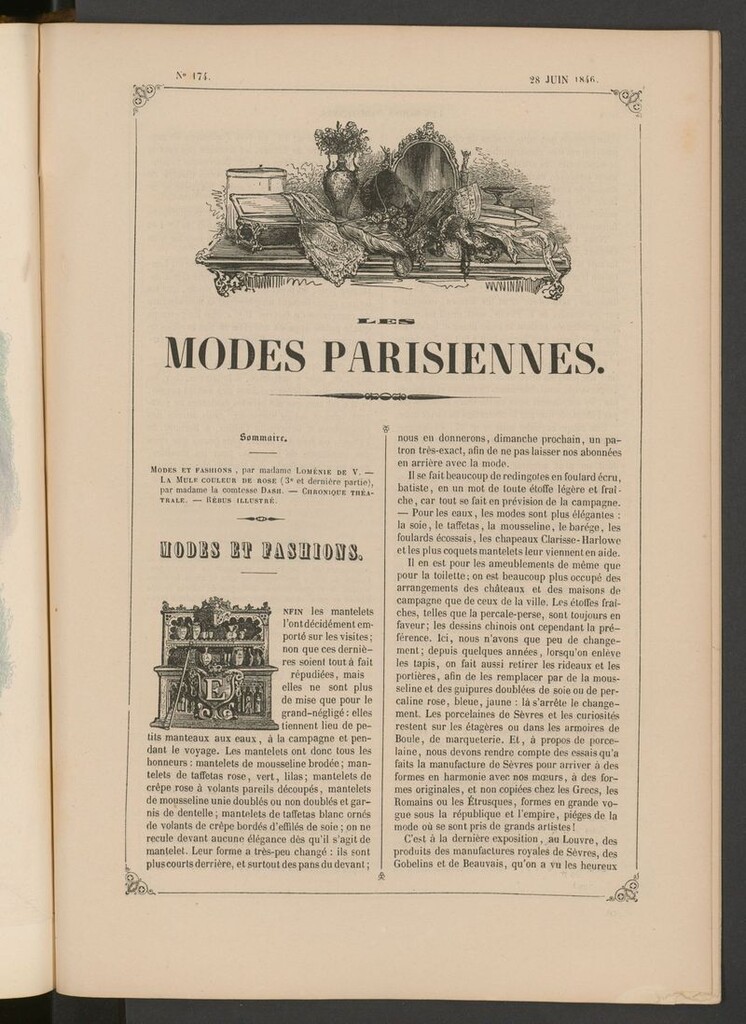 Nº 174.
28 JUIN 1846.
LES
MODES PARISIENNES.
Sommaire.
MODES ET FASHIONS, par madame LOMÉNIE DE V. —
LA MULE COULEUR DE ROSE (3e et dernière partie),
par madame la comtesse DASH. — CHRONIQUE THÉA-
TRALE. — RÉBUS ILLUSTRÉ.
MODES ET FASHIONS.
ENFIN les mantelets
l'ont décidément em-
porté sur les visites;
non que ces derniè-
res soient tout à fait
répudiées, mais
elles ne sont plus
de mise que pour le
grand-négligé: elles
tiennent lieu de pe-
tits manteaux aux eaux, à la campagne et pen-
dant le voyage. Les mantelets ont donc tous les
honneurs: mantelets de mousseline brodée; man-
telets de taffetas rose, vert, lilas; mantelets de
crêpe rose à volants pareils découpés, mantelets
de mousseline unie doublés ou non doublés et gar-
nis de dentelle; mantelets de taffetas blanc ornés
de volants de crêpe bordés d'effilés de soie; on ne
recule devant aucune élégance dès qu'il s'agit de
mantelet. Leur forme a très-peu changé: ils sont
plus courts derrière, et surtout des pans du devant;
nous en donnerons, dimanche prochain, un pa-
tron très-exact, afin de ne pas laisser nos abonnées
en arrière avec la mode.
Il se fait beaucoup de redingotes en foulard écru,
batiste, en un mot de toute étoffe légère et fraî-
che, car tout se fait en prévision de la campagne.
— Pour les eaux, les modes sont plus élégantes:
la soie, le taffetas, la mousseline, le barége, les
foulards écossais, les chapeaux Clarisse-Harlowe
et les plus coquets mantelets leur viennent en aide.
Il en est pour les ameublements de même que
pour la toilette; on est beaucoup plus occupé des
arrangements des châteaux et des maisons de
campagne que de ceux de la ville. Les étoffes fraî-
ches, telles que la percale-perse, sont toujours en
faveur; les dessins chinois ont cependant la pré-
férence. Ici, nous n'avons que peu de change-
ment; depuis quelques années, lorsqu'on enlève
les tapis, on fait aussi retirer les rideaux et les
portières, afin de les remplacer par de la mous-
seline et des guipures doublées de soie ou de per-
caline rose, bleue, jaune: là s'arrête le change-
ment. Les porcelaines de Sèvres et les curiosités
restent sur les étagères ou dans les armoires de
Boule, de marqueterie. Et, à propos de porce-
laine, nous devons rendre compte des essais qu'a
faits la manufacture de Sèvres pour arriver à des
formes en harmonie avec nos mœurs, à des for-
mes originales, et non copiées chez les Grecs, les
Romains ou les Étrusques, formes en grande vo-
gue sous la république et l'empire, piéges de la
mode où se sont pris de grands artistes!
C'est à la dernière exposition, au Louvre, des
produits des manufactures royales de Sèvres, des
Gobelins et de Beauvais, qu'on a vu les heureux